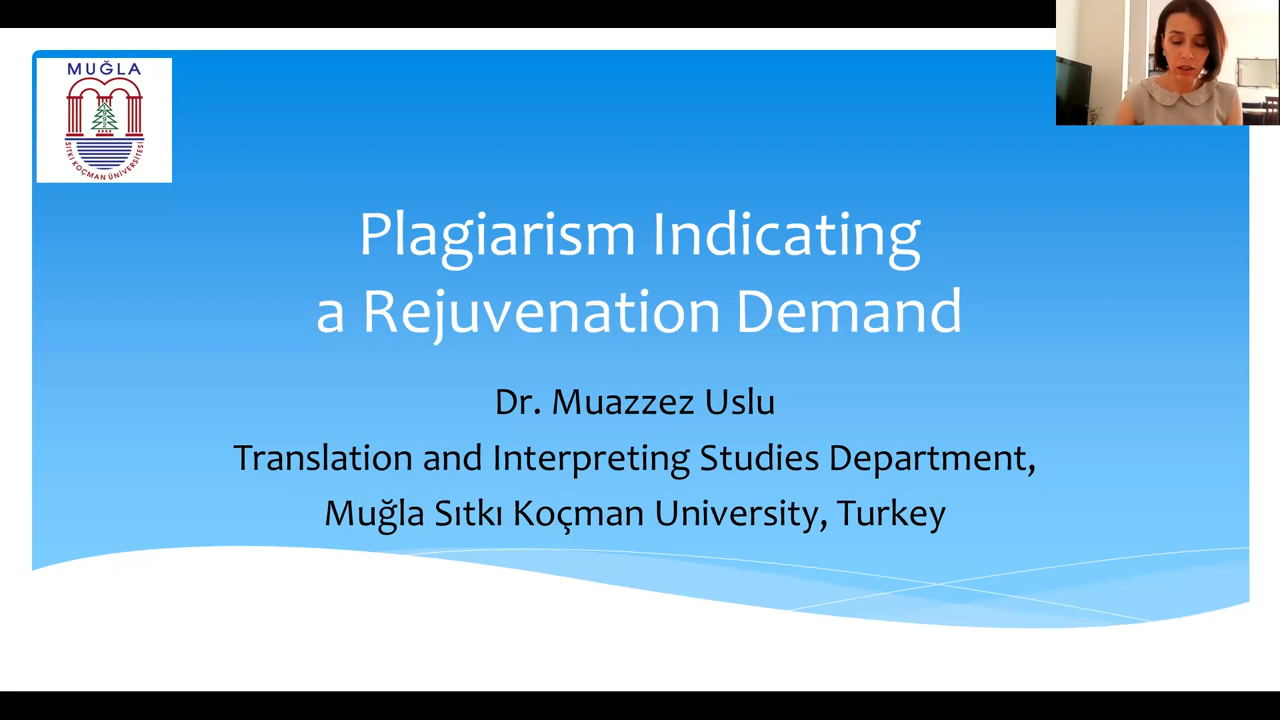 MUĞLA
SITKI KOÇMAN ÜNİVERSİTESİ
Plagiarism Indicating
a Rejuvenation Demand
Dr. Muazzez Uslu
Translation and Interpreting Studies Department,
Muğla Sıtkı Koçman University, Turkey